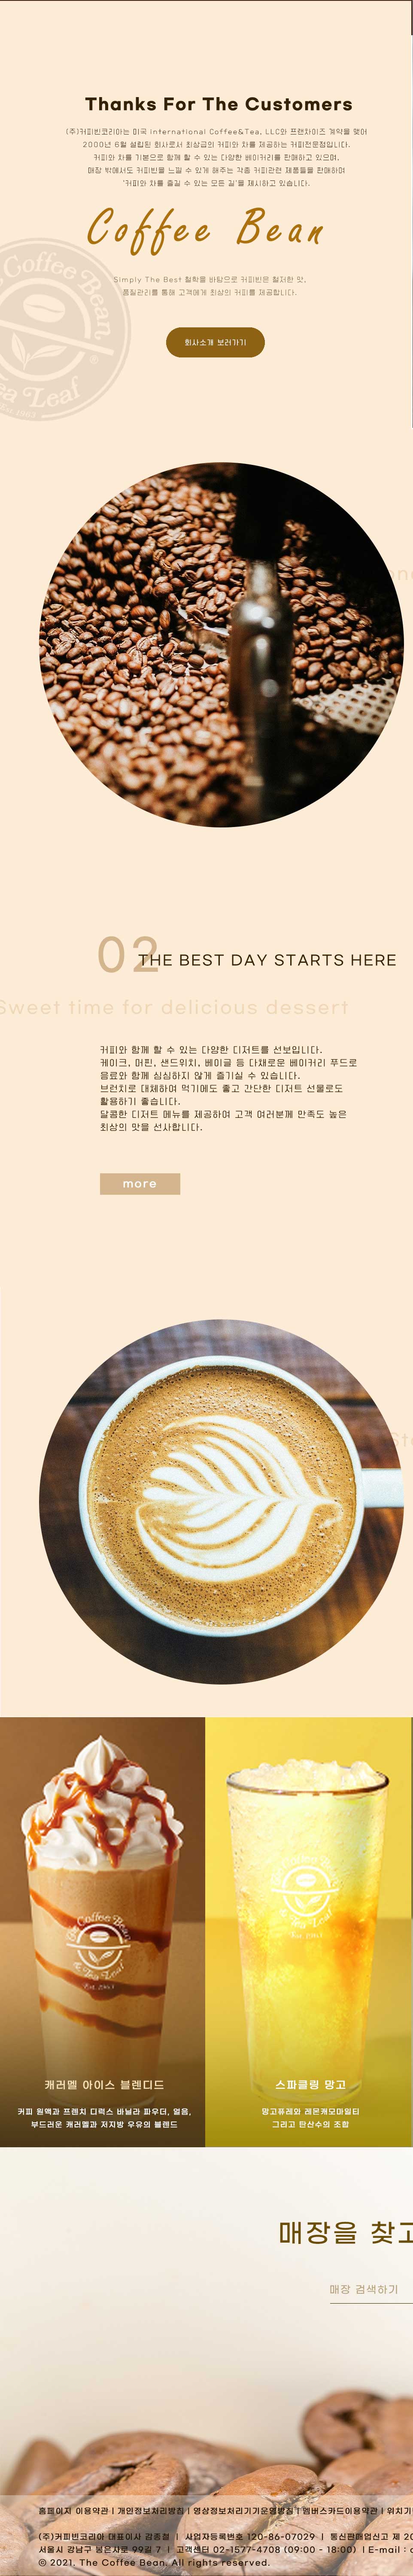 Thanks For The Customers
(주)커피빈코리아는 미국 International Coffee&Tea, LLC와 프랜차이즈 계약을 맺어
2000년 6월 설립된 회사로서 최상급의 커피와 차를 제공하는 커피전문점입니다.
커피와 차를 기본으로 함께 할 수 있는 다양한 베이커리를 판매하고 있으며,
매장 밖에서도 커피빈을 느낄 수 있게 해주는 각종 커피관련 제품들을 판매하여
'커피와 차를 즐길 수 있는 모든 길'을 제시하고 있습니다.
Coffee Bean
Simply The Best 철학을 바탕으로 커피빈은 철저한 맛,
품질관리를 통해 고객에게 최상의 커피를 제공합니다.
Coffee Bean
Tea Leaf
Est. 1963
회사소개 보러가기
02
THE BEST DAY STARTS HERE
Sweet time for delicious dessert
커피와 함께 할 수 있는 다양한 디저트를 선보입니다.
케이크, 머핀, 샌드위치, 베이글 등 다채로운 베이커리 푸드로
음료와 함께 심심하지 않게 즐기실 수 있습니다.
브런치로 대체하여 먹기에도 좋고 간단한 디저트 선물로도
활용하기 좋습니다.
달콤한 디저트 메뉴를 제공하여 고객 여러분께 만족도 높은
최상의 맛을 선사합니다.
more
The Coffee Bean
& Tea Leaf
Est. 1963
The Coffee Bean
& Tea Leaf
Est. 1963
캐러멜 아이스 블렌디드
커피 원액과 프렌치 디럭스 바닐라 파우더, 얼음,
부드러운 캐러멜과 저지방 우유의 블렌드
스파클링 망고
망고퓨레와 레몬캐모마일티
그리고 탄산수의 조합
매장을 찾고
매장 검색하기
홈페이지 이용약관 | 개인정보처리방침 | 영상정보처리기기운영방침 | 멤버스카드이용약관 | 위치기
(주)커피빈코리아 대표이사 김중철 | 사업자등록번호 120-86-07029 | 통신판매업신고 제 20
서울시 강남구 봉은사로 99길 7 | 고객센터 02-1577-4708 (09:00 - 18:00) | E-mail :
ⓒ 2021. The Coffee Bean. All rights reserved.